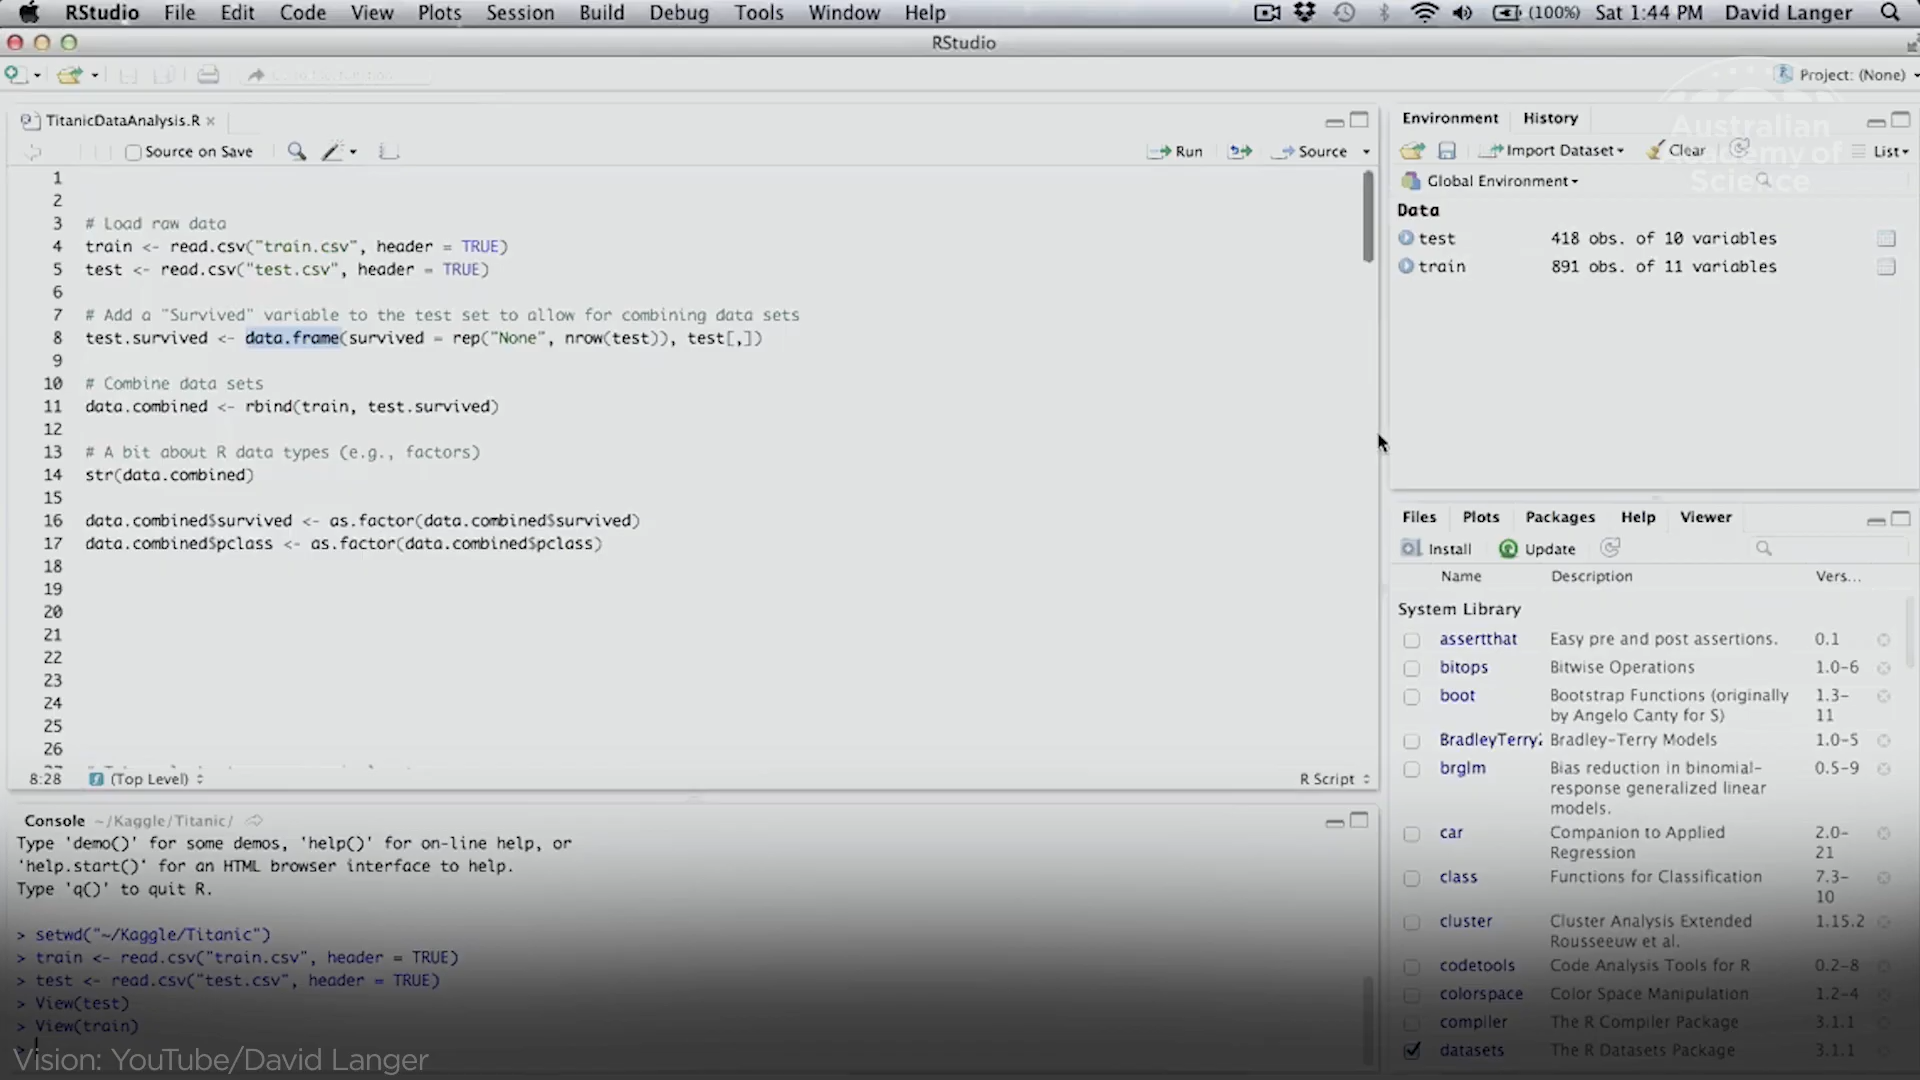 RStudio File Edit Code View Plots Session Build Debug Tools Window Help (100%) Sat 1:44 PM David Langer
RStudio
Project: (None)
TitanicDataAnalysis.R
Source on Save Run Source
1
2
3 # Load raw data
4 train <- read.csv("train.csv", header = TRUE)
5 test <- read.csv("test.csv", header = TRUE)
6
7 # Add a "Survived" variable to the test set to allow for combining data sets
8 test.survived <- data.frame(survived = rep("None", nrow(test)), test[,])
9
10 # Combine data sets
11 data.combined <- rbind(train, test.survived)
12
13 # A bit about R data types (e.g., factors)
14 str(data.combined)
15
16 data.combined$survived <- as.factor(data.combined$survived)
17 data.combined$pclass <- as.factor(data.combined$pclass)
18
19
20
21
22
23
24
25
26
8:28 (Top Level) R Script
Console ~/Kaggle/Titanic/
Type 'demo()' for some demos, 'help()' for on-line help, or
'help.start()' for an HTML browser interface to help.
Type 'q()' to quit R.
> setwd("~/Kaggle/Titanic")
> train <- read.csv("train.csv", header = TRUE)
> test <- read.csv("test.csv", header = TRUE)
> View(test)
> View(train)
>
Vision: YouTube/David Langer
Environment History
Import Dataset Clear List
Global Environment
Australian
Academy of
Science
Data
test 418 obs. of 10 variables
train 891 obs. of 11 variables
Files Plots Packages Help Viewer
Install Update
Name Description Vers...
System Library
assertthat Easy pre and post assertions. 0.1
bitops Bitwise Operations 1.0-6
boot Bootstrap Functions (originally 1.3-
by Angelo Canty for S) 11
BradleyTerry Bradley-Terry Models 1.0-5
brglm Bias reduction in binomial- 0.5-9
response generalized linear
models.
car Companion to Applied 2.0-
Regression 21
class Functions for Classification 7.3-
10
cluster Cluster Analysis Extended 1.15.2
Rousseeuw et al.
codetools Code Analysis Tools for R 0.2-8
colorspace Color Space Manipulation 1.2-4
compiler The R Compiler Package 3.1.1
datasets The R Datasets Package 3.1.1